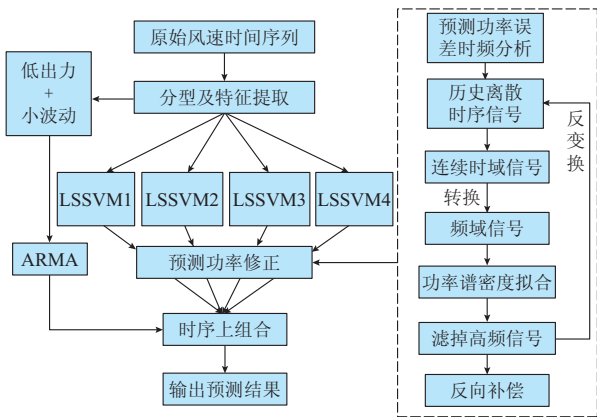 原始风速时间序列
低出力
+
小波动
分型及特征提取
LSSVM1
LSSVM2
LSSVM3
LSSVM4
ARMA
预测功率修正
时序上组合
输出预测结果
预测功率误
差时频分析
历史离散
时序信号
反变换
连续时域信号
转换
频域信号
功率谱密度拟合
滤掉高频信号
反向补偿